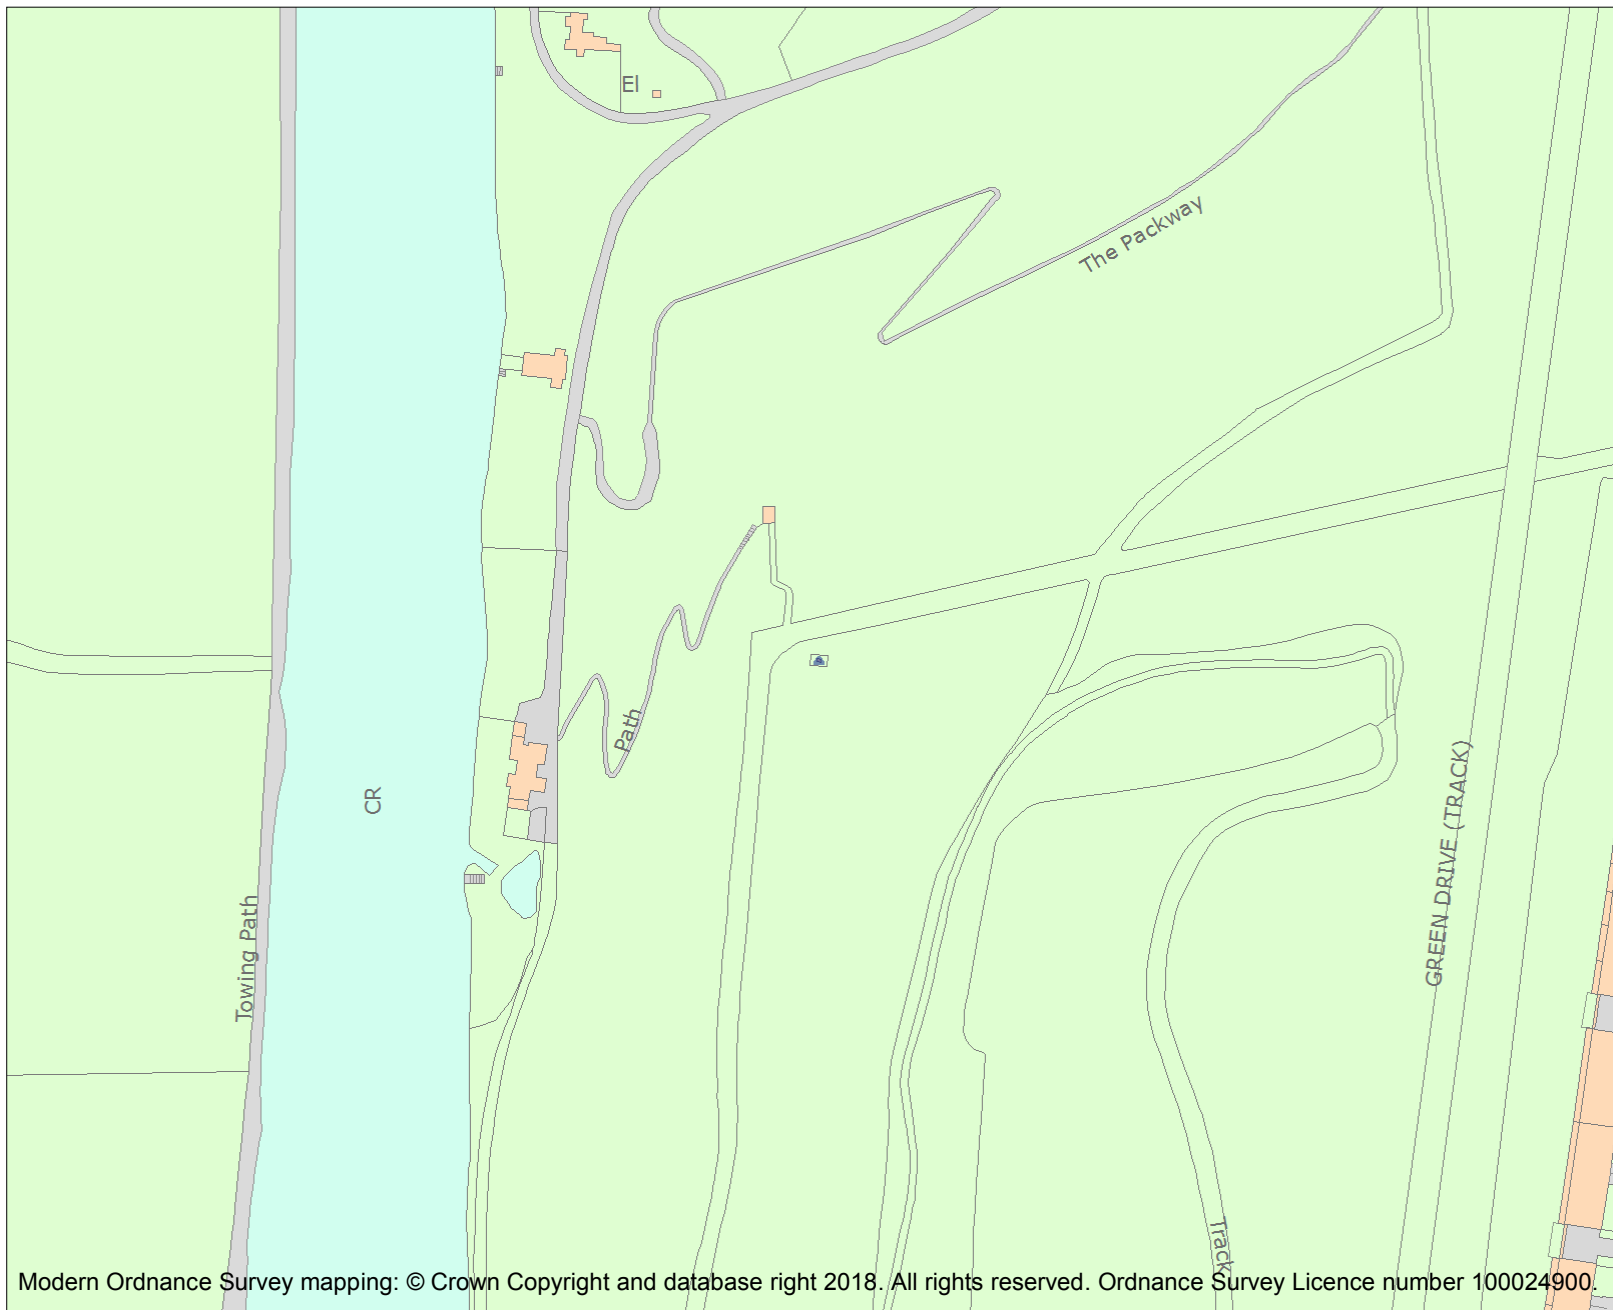 El
The Packway
Path
GREEN DRIVE (TRACK)
CR
Towing Path
Track
Modern Ordnance Survey mapping: © Crown Copyright and database right 2018. All rights reserved. Ordnance Survey Licence number 100024900.